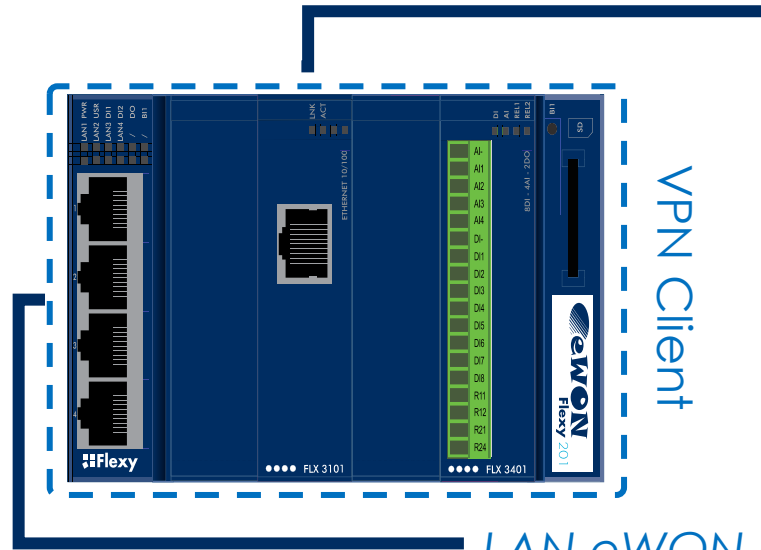 LAN1 PWR
LAN2 USR
LAN3 DI1
LAN4 DI2
/ DO
/ BI1
1
2
3
4
Flexy
LNK
ACT
ETHERNET 10/100
FLX 3101
DI
AI
REL1
REL2
8DI - 4AI - 2DO
AI-
AI1
AI2
AI3
AI4
DI-
DI1
DI2
DI3
DI4
DI5
DI6
DI7
DI8
R11
R12
R21
R24
FLX 3401
BI1
SD
eWON
Flexy 201
VPN Client
LAN eWON